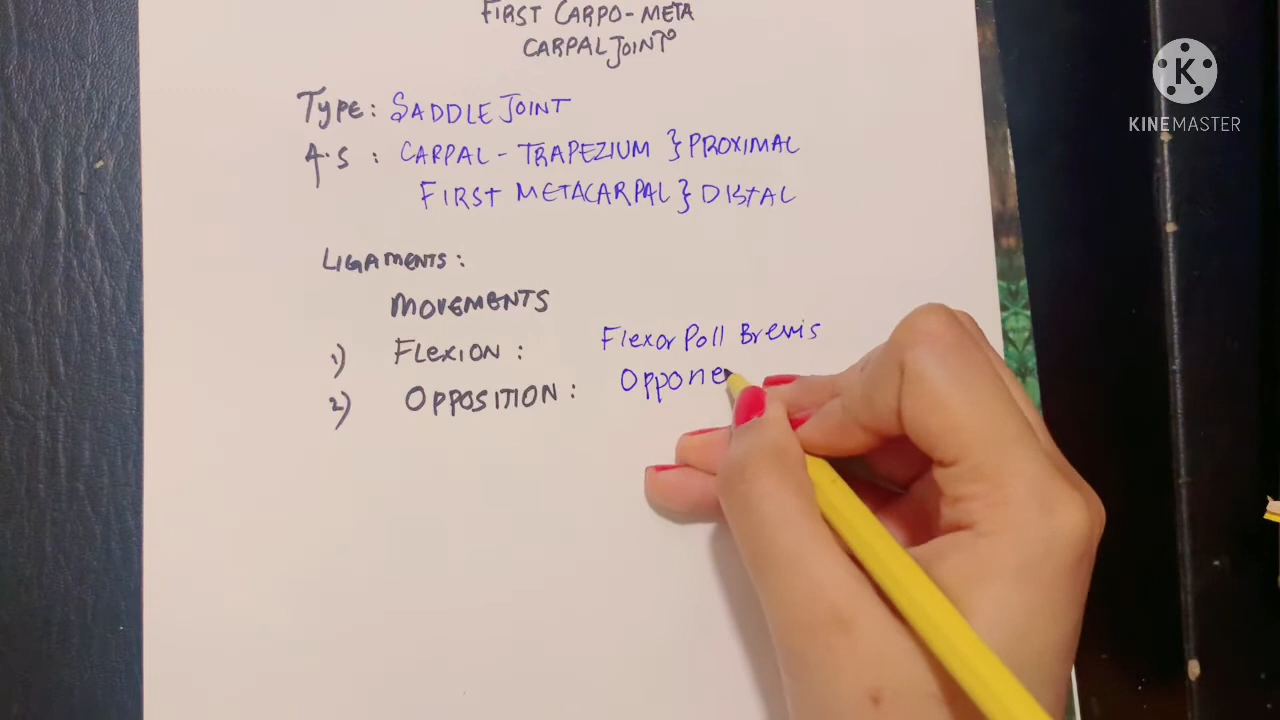 FIRST CARPO-META
CARPAL JOINT
K
KINEMASTER
TYPE: SADDLE JOINT
A.S : CARPAL - TRAPEZIUM } PROXIMAL
FIRST METACARPAL } DISTAL
LIGAMENTS:
MOVEMENTS
1) FLEXION : Flexor Poll Brevis
2) OPPOSITION : Oppone